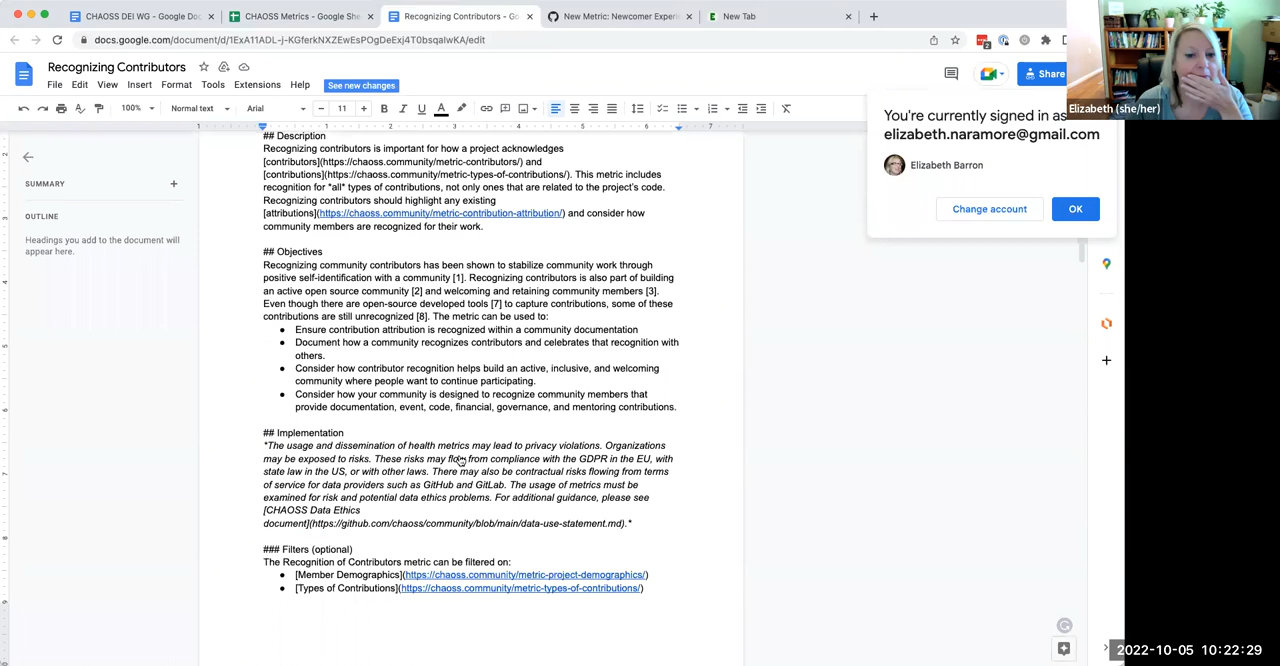 CHAOSS DEI WG - Google Doc
CHAOSS Metrics - Google She
Recognizing Contributors - Go
New Metric: Newcomer Experi
New Tab
docs.google.com/document/d/1ExA11ADL-j-KGferkNXZEwEsPOgDeExj4T0bsqaIwKA/edit
2
Recognizing Contributors
File Edit View Insert Format Tools Extensions Help See new changes
Share
Elizabeth (she/her)
100% Normal text Arial 11
You're currently signed in as
elizabeth.naramore@gmail.com
Elizabeth Barron
Change account OK
SUMMARY
OUTLINE
Headings you add to the document will
appear here.
1 1 2 3 4 5 6 7
## Description
Recognizing contributors is important for how a project acknowledges
[contributors](https://chaoss.community/metric-contributors/) and
[contributions](https://chaoss.community/metric-types-of-contributions/). This metric includes
recognition for *all* types of contributions, not only ones that are related to the project's code.
Recognizing contributors should highlight any existing
[attributions](https://chaoss.community/metric-contribution-attribution/) and consider how
community members are recognized for their work.
## Objectives
Recognizing community contributors has been shown to stabilize community work through
positive self-identification with a community [1]. Recognizing contributors is also part of building
an active open source community [2] and welcoming and retaining community members [3].
Even though there are open-source developed tools [7] to capture contributions, some of these
contributions are still unrecognized [8]. The metric can be used to:
● Ensure contribution attribution is recognized within a community documentation
● Document how a community recognizes contributors and celebrates that recognition with
others.
● Consider how contributor recognition helps build an active, inclusive, and welcoming
community where people want to continue participating.
● Consider how your community is designed to recognize community members that
provide documentation, event, code, financial, governance, and mentoring contributions.
## Implementation
*The usage and dissemination of health metrics may lead to privacy violations. Organizations
may be exposed to risks. These risks may flow from compliance with the GDPR in the EU, with
state law in the US, or with other laws. There may also be contractual risks flowing from terms
of service for data providers such as GitHub and GitLab. The usage of metrics must be
examined for risk and potential data ethics problems. For additional guidance, please see
[CHAOSS Data Ethics
document](https://github.com/chaoss/community/blob/main/data-use-statement.md).*
### Filters (optional)
The Recognition of Contributors metric can be filtered on:
● [Member Demographics](https://chaoss.community/metric-project-demographics/)
● [Types of Contributions](https://chaoss.community/metric-types-of-contributions/)
2022-10-05 10:22:29